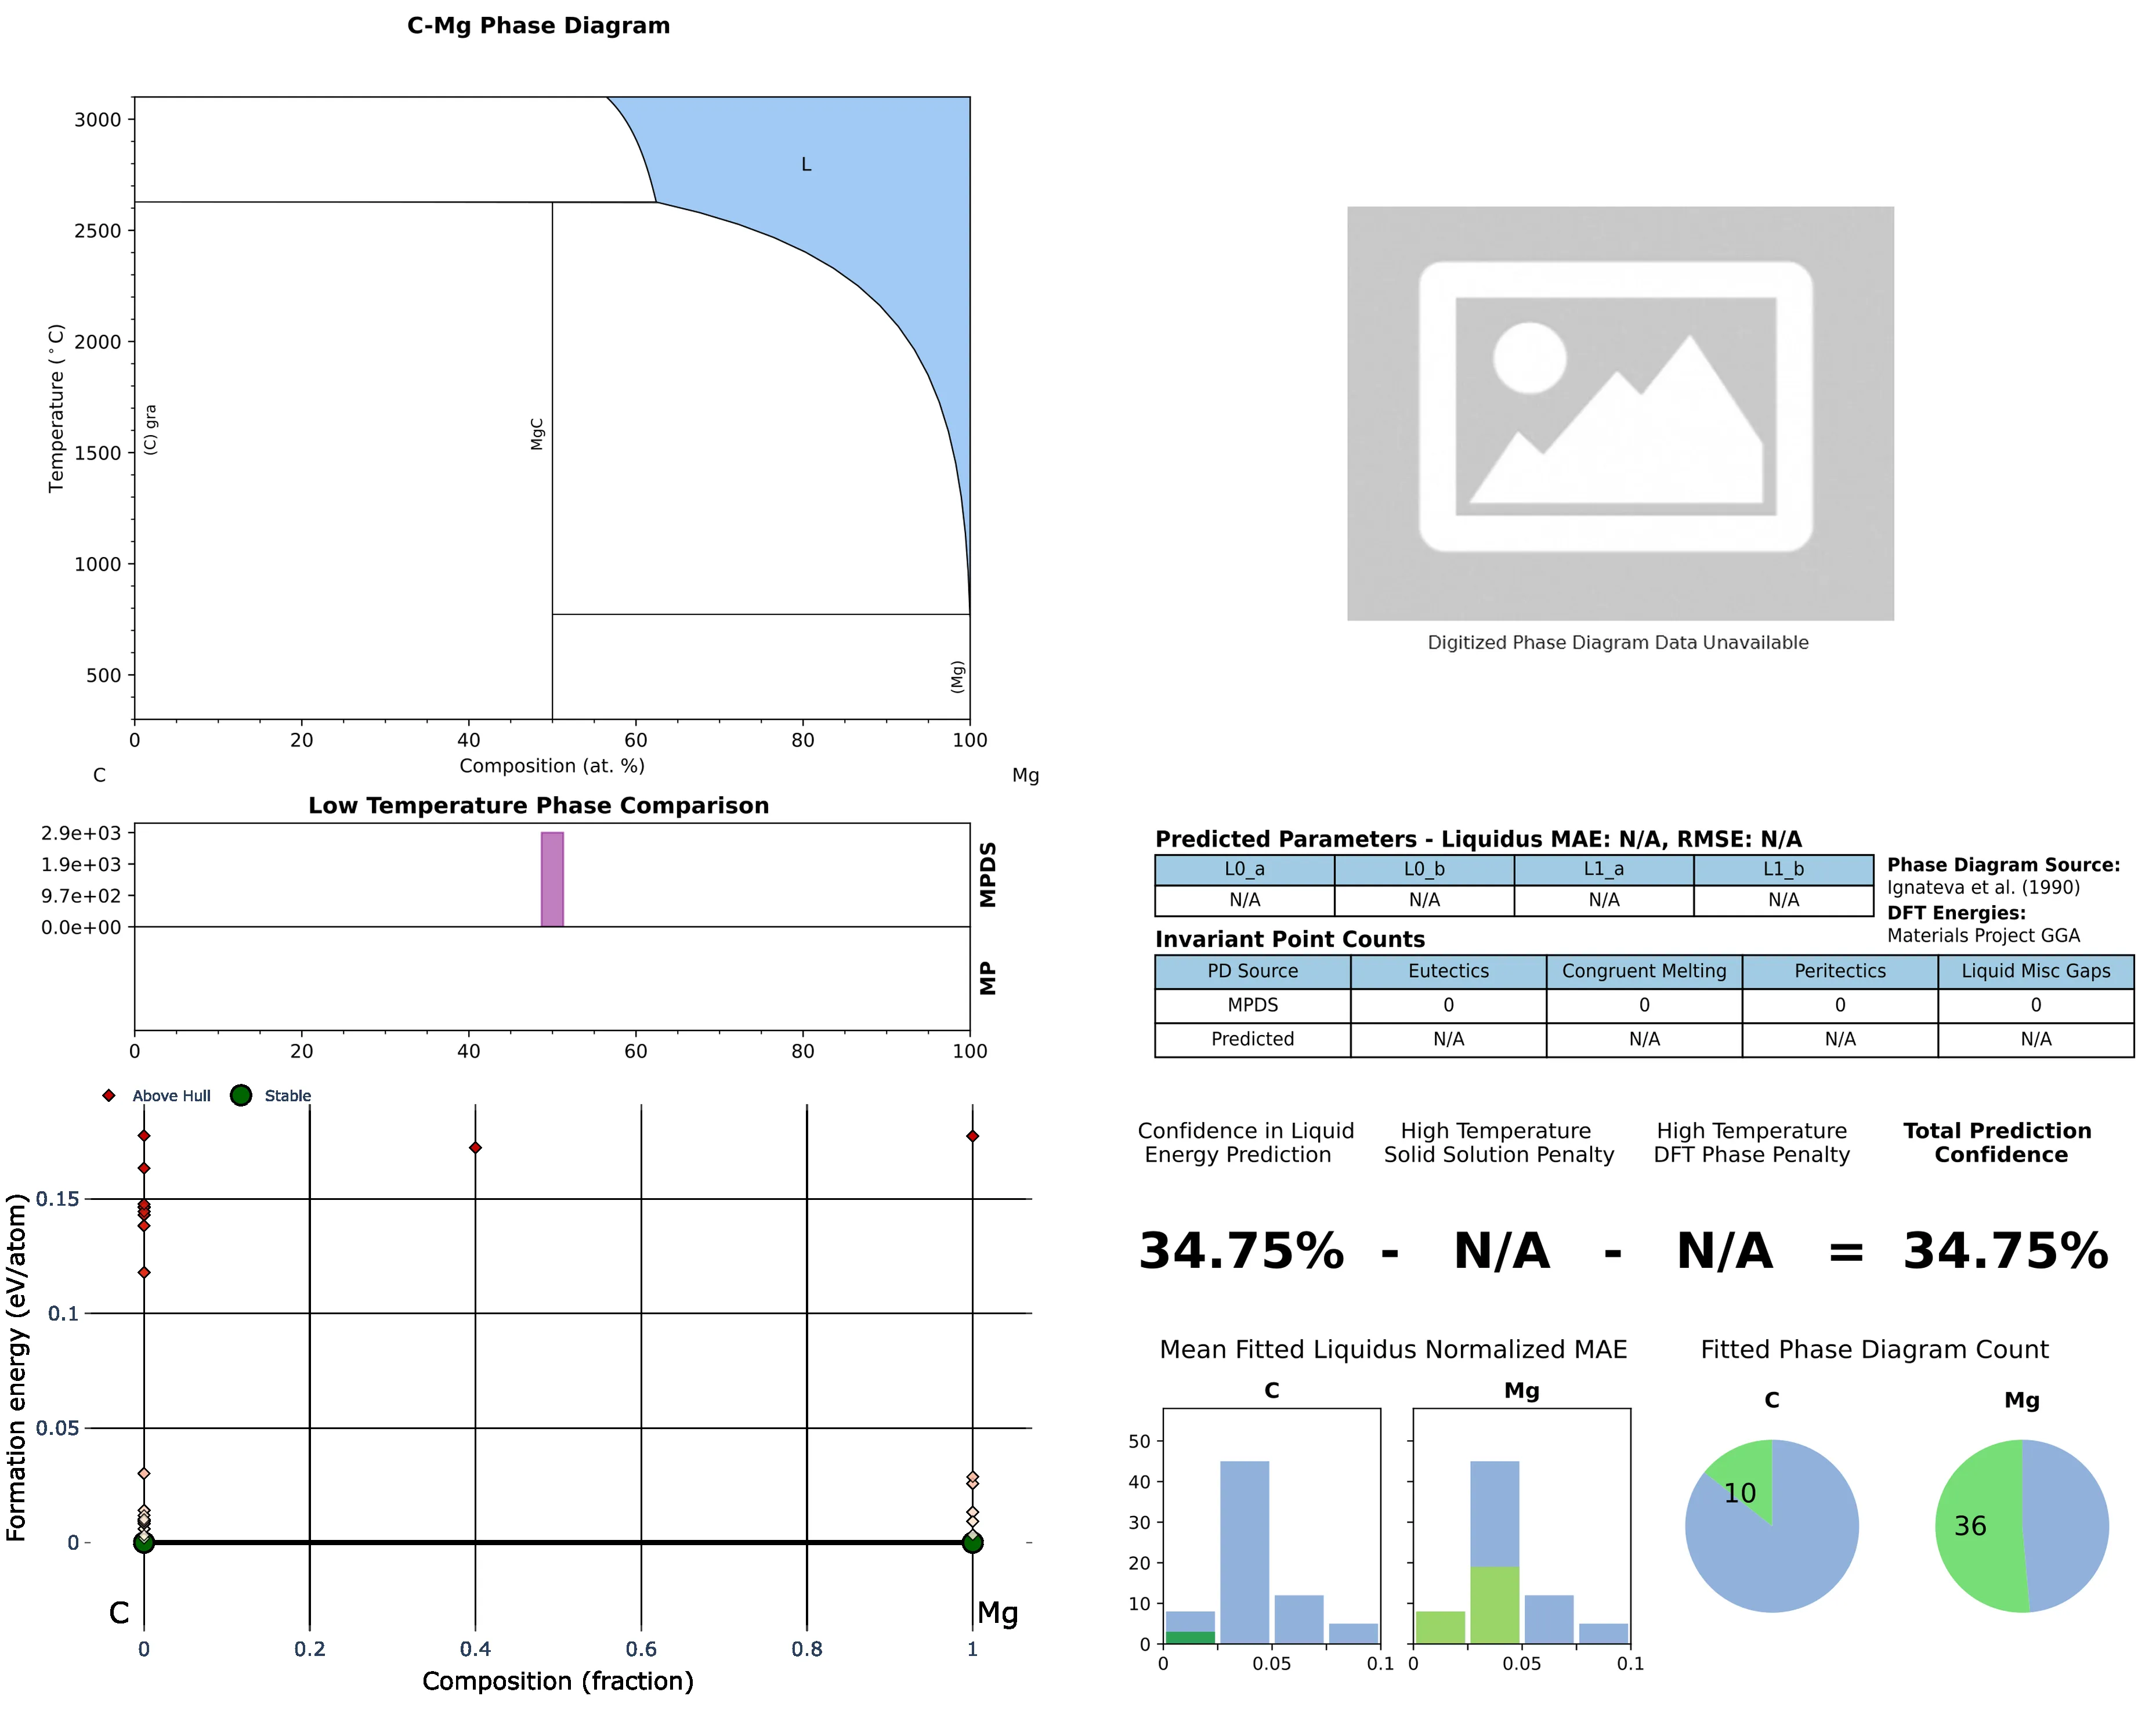 C-Mg Phase Diagram
3000
2500
2000
1500
1000
500
Temperature (°C)
L
(C) gra
MgC
(Mg)
0 20 40 60 80 100
Composition (at. %)
C Mg
Digitized Phase Diagram Data Unavailable
Low Temperature Phase Comparison
2.9e+03
1.9e+03
9.7e+02
0.0e+00
MPDS
MP
0 20 40 60 80 100
Predicted Parameters - Liquidus MAE: N/A, RMSE: N/A
L0_a L0_b L1_a L1_b
N/A N/A N/A N/A
Phase Diagram Source:
Ignateva et al. (1990)
DFT Energies:
Materials Project GGA
Invariant Point Counts
PD Source Eutectics Congruent Melting Peritectics Liquid Misc Gaps
MPDS 0 0 0 0
Predicted N/A N/A N/A N/A
Above Hull Stable
0.15
0.1
0.05
0
Formation energy (eV/atom)
C Mg
0 0.2 0.4 0.6 0.8 1
Composition (fraction)
Confidence in Liquid
Energy Prediction
High Temperature
Solid Solution Penalty
High Temperature
DFT Phase Penalty
Total Prediction
Confidence
34.75% - N/A - N/A = 34.75%
Mean Fitted Liquidus Normalized MAE
C Mg
50
40
30
20
10
0
0 0.05 0.1 0 0.05 0.1
Fitted Phase Diagram Count
C Mg
10 36